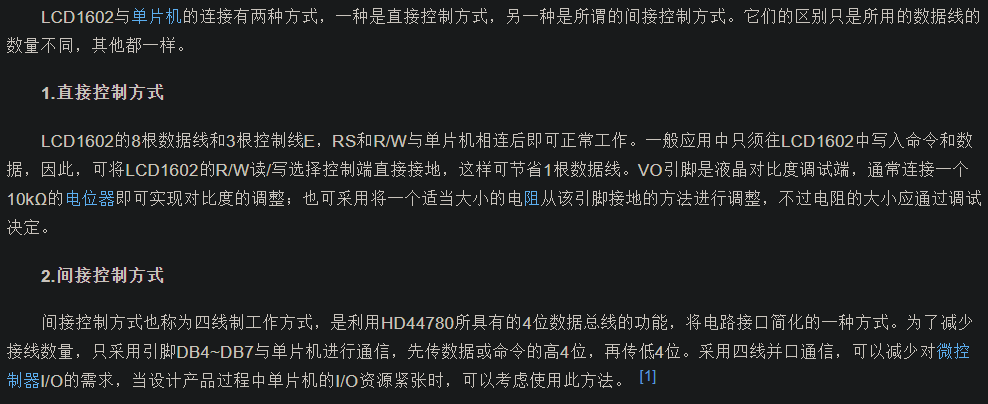 LCD1602与单片机的连接有两种方式，一种是直接控制方式，另一种是所谓的间接控制方式。它们的区别只是所用的数据线的
数量不同，其他都一样。
1.直接控制方式
LCD1602的8根数据线和3根控制线E，RS和R/W与单片机相连后即可正常工作。一般应用中只须往LCD1602中写入命令和数
据，因此，可将LCD1602的R/W读/写选择控制端直接接地，这样可节省1根数据线。VO引脚是液晶对比度调试端，通常连接一个
10kΩ的电位器即可实现对比度的调整；也可采用将一个适当大小的电阻从该引脚接地的方法进行调整，不过电阻的大小应通过调试
决定。
2.间接控制方式
间接控制方式也称为四线制工作方式，是利用HD44780所具有的4位数据总线的功能，将电路接口简化的一种方式。为了减少
接线数量，只采用引脚DB4~DB7与单片机进行通信，先传数据或命令的高4位，再传低4位。采用四线并口通信，可以减少对微控
制器I/O的需求，当设计产品过程中单片机的I/O资源紧张时，可以考虑使用此方法。 [1]